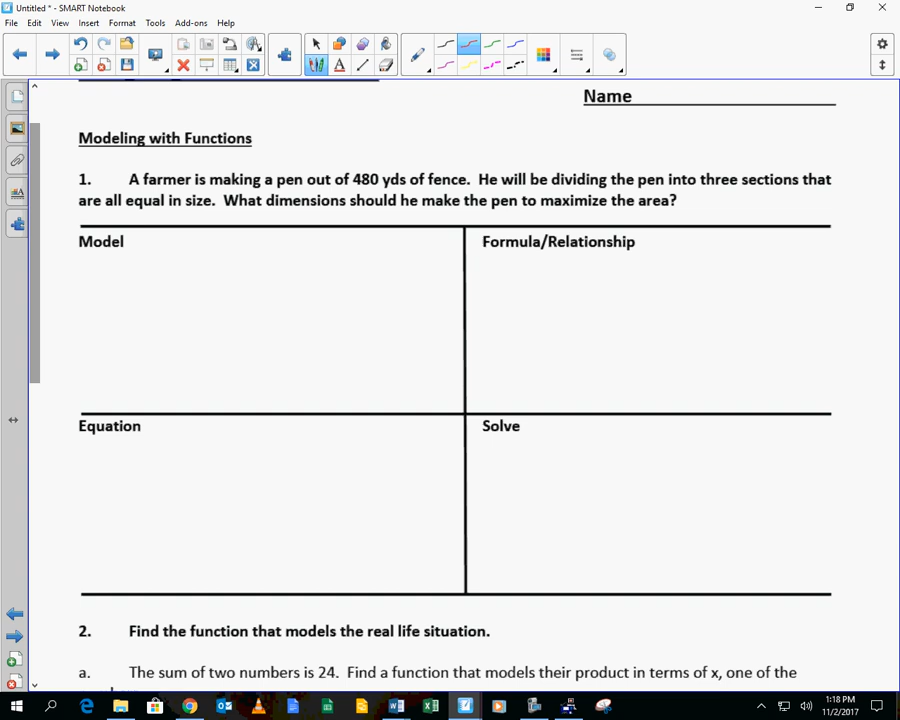 Untitled * - SMART Notebook
File Edit View Insert Format Tools Add-ons Help
Name
Modeling with Functions
1. A farmer is making a pen out of 480 yds of fence. He will be dividing the pen into three sections that
are all equal in size. What dimensions should he make the pen to maximize the area?
Model Formula/Relationship
Equation Solve
2. Find the function that models the real life situation.
a. The sum of two numbers is 24. Find a function that models their product in terms of x, one of the
1:18 PM
11/2/2017